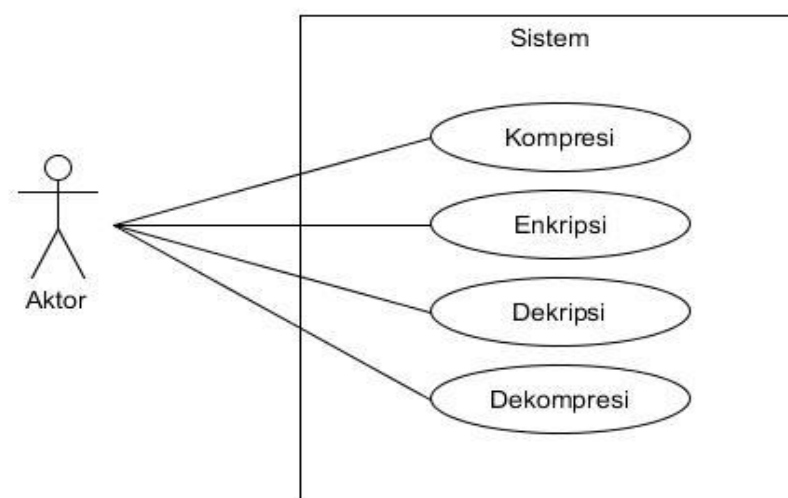 Sistem
Kompresi
Enkripsi
Aktor
Dekripsi
Dekompresi